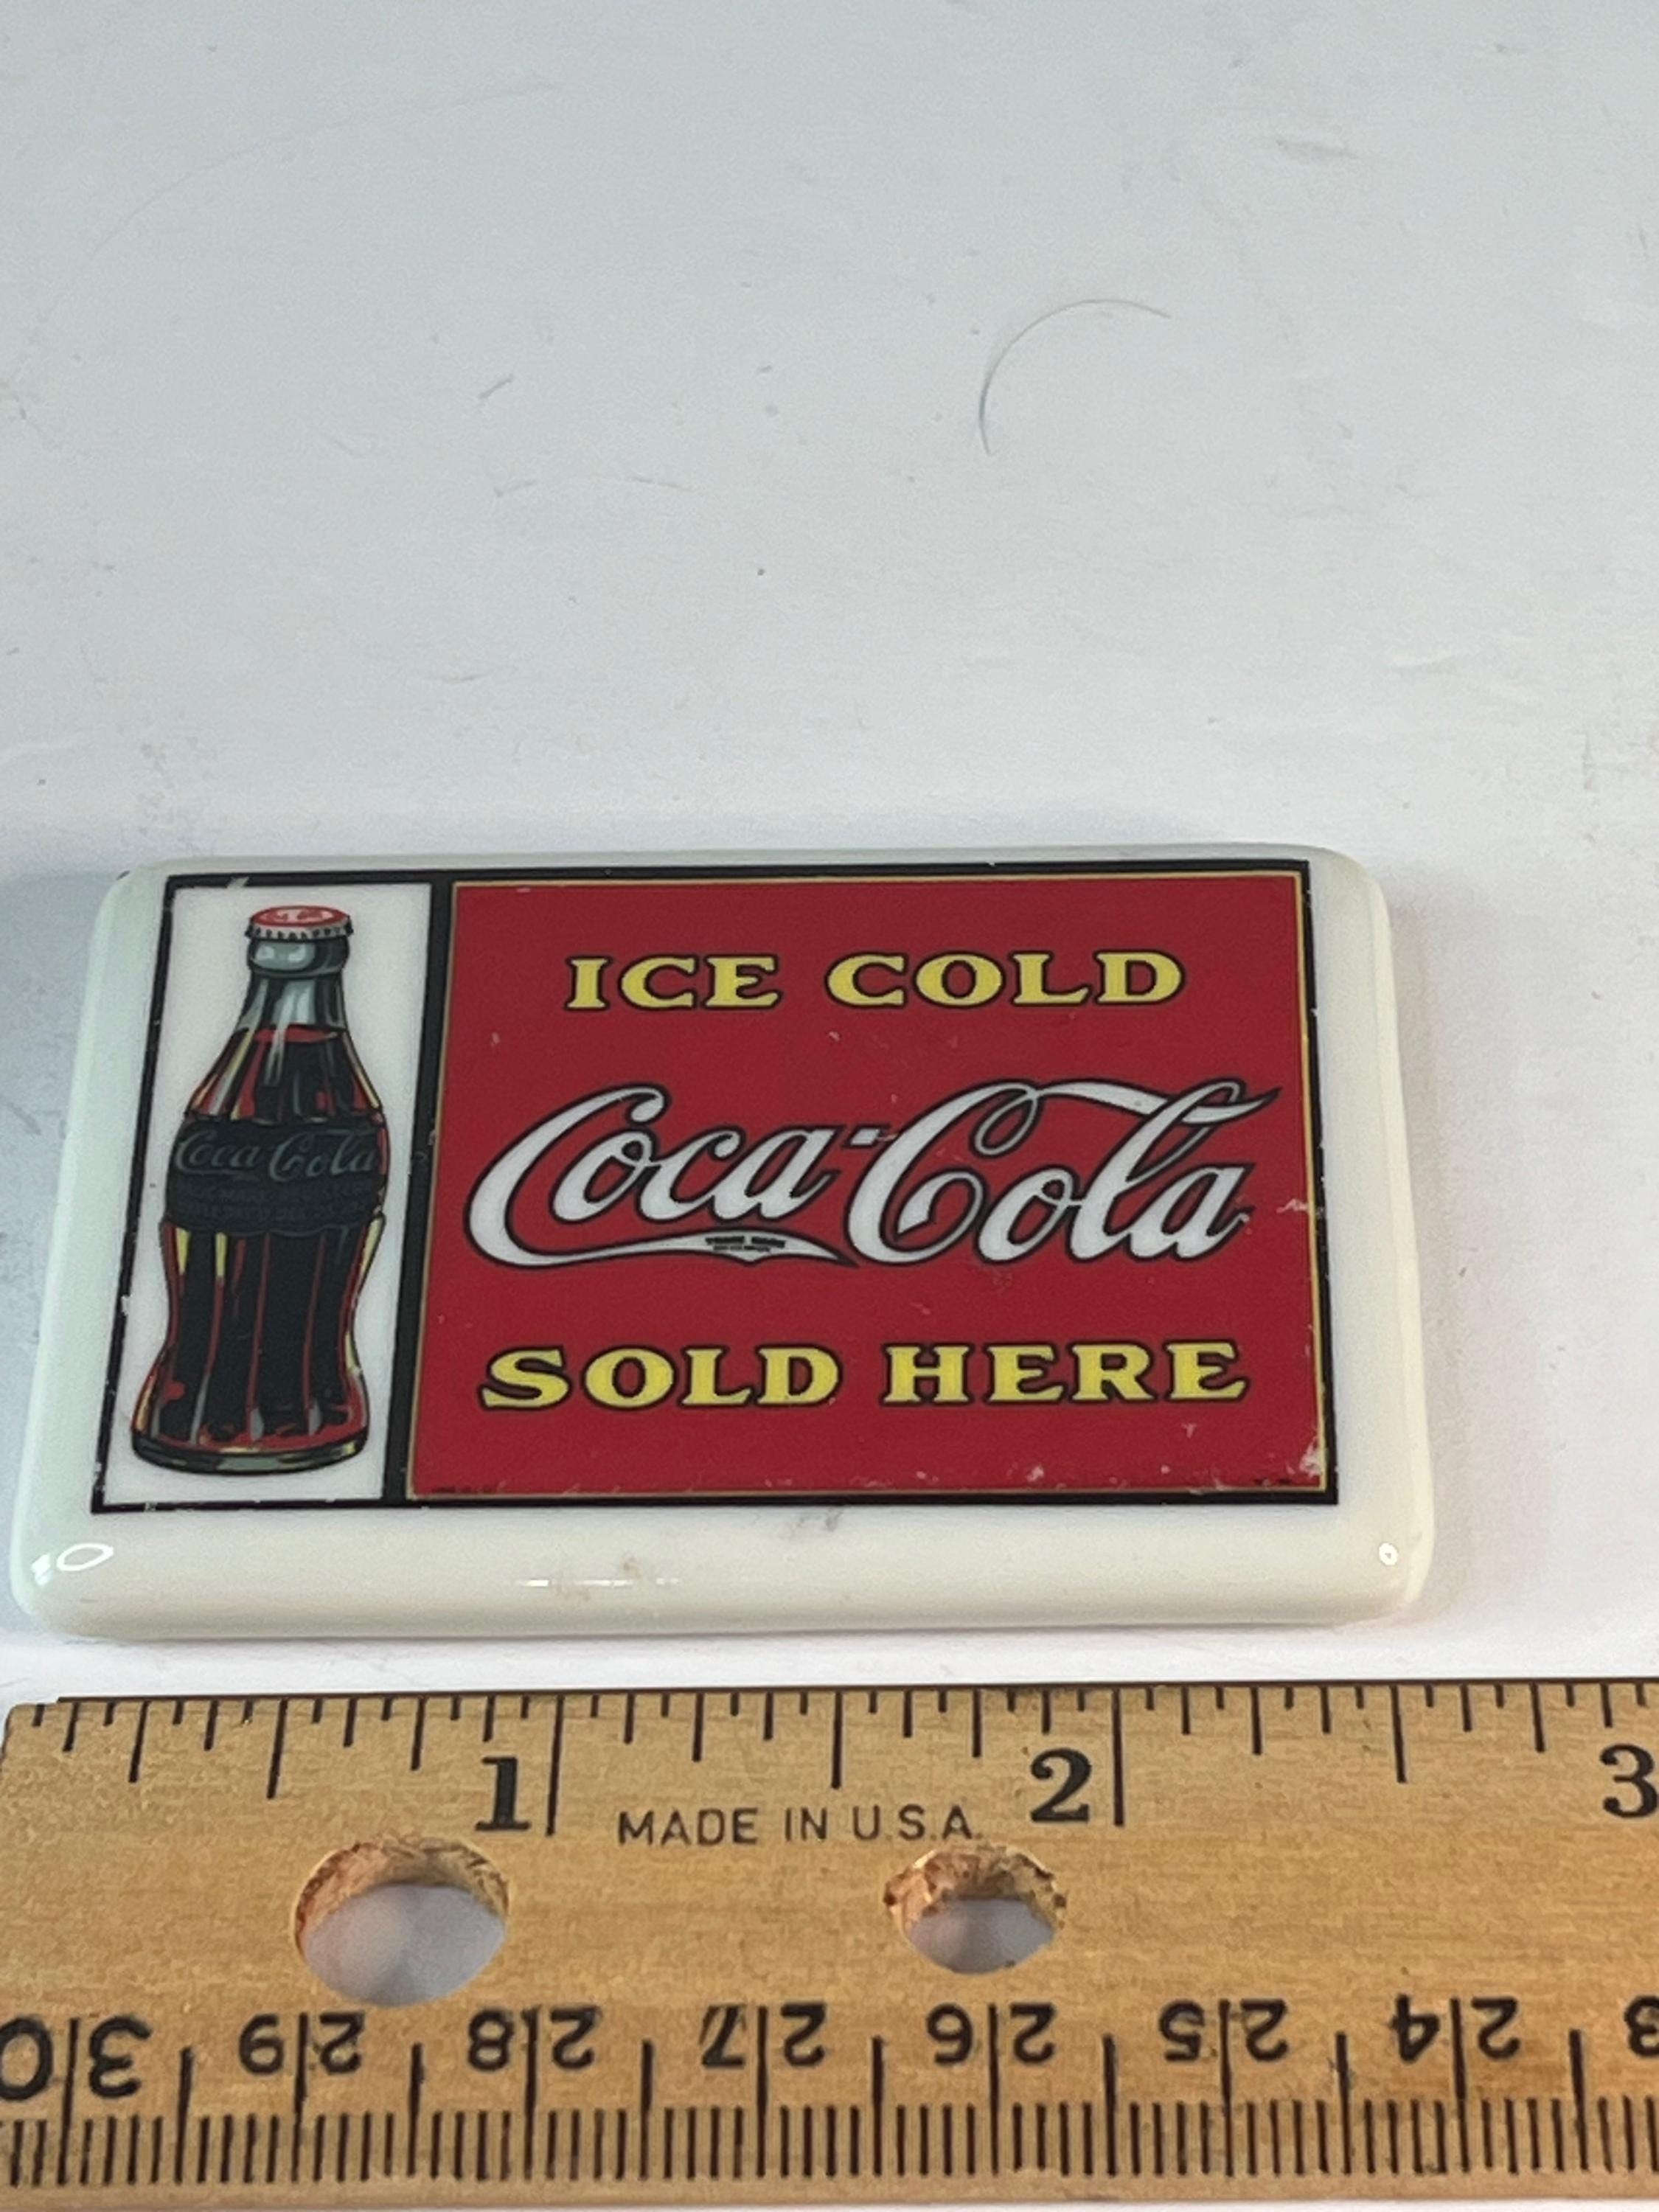 ICE COLD
Coca-Cola
SOLD HERE
Coca-Cola
1 2 3
MADE IN U.S.A.
30 29 28 27 26 25 24